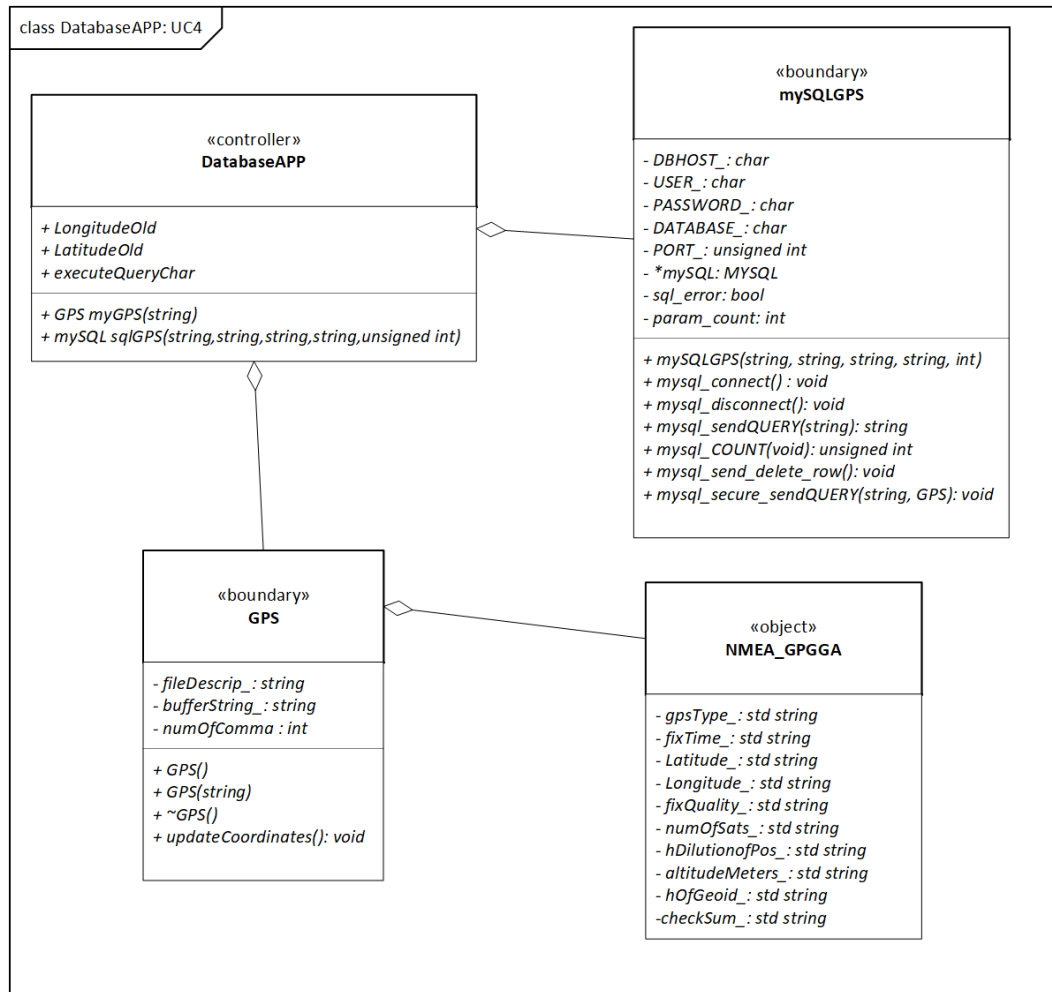 class DatabaseAPP: UC4
«controller»
DatabaseAPP
+ LongitudeOld
+ LatitudeOld
+ executeQueryChar
+ GPS myGPS(string)
+ mySQL sqlGPS(string,string,string,string,unsigned int)
«boundary»
mySQLGPS
- DBHOST_: char
- USER_: char
- PASSWORD_: char
- DATABASE_: char
- PORT_: unsigned int
- *mySQL: MYSQL
- sql_error: bool
- param_count: int
+ mySQLGPS(string, string, string, string, int)
+ mysql_connect() : void
+ mysql_disconnect(): void
+ mysql_sendQUERY(string): string
+ mysql_COUNT(void): unsigned int
+ mysql_send_delete_row(): void
+ mysql_secure_sendQUERY(string, GPS): void
«boundary»
GPS
- fileDescrip_: string
- bufferString_: string
- numOfComma : int
+ GPS()
+ GPS(string)
+ ~GPS()
+ updateCoordinates(): void
«object»
NMEA_GPGGA
- gpsType_: std string
- fixTime_: std string
- Latitude_: std string
- Longitude_: std string
- fixQuality_: std string
- numOfSats_: std string
- hDilutionofPos_: std string
- altitudeMeters_: std string
- hOfGeoid_: std string
-checkSum_: std string